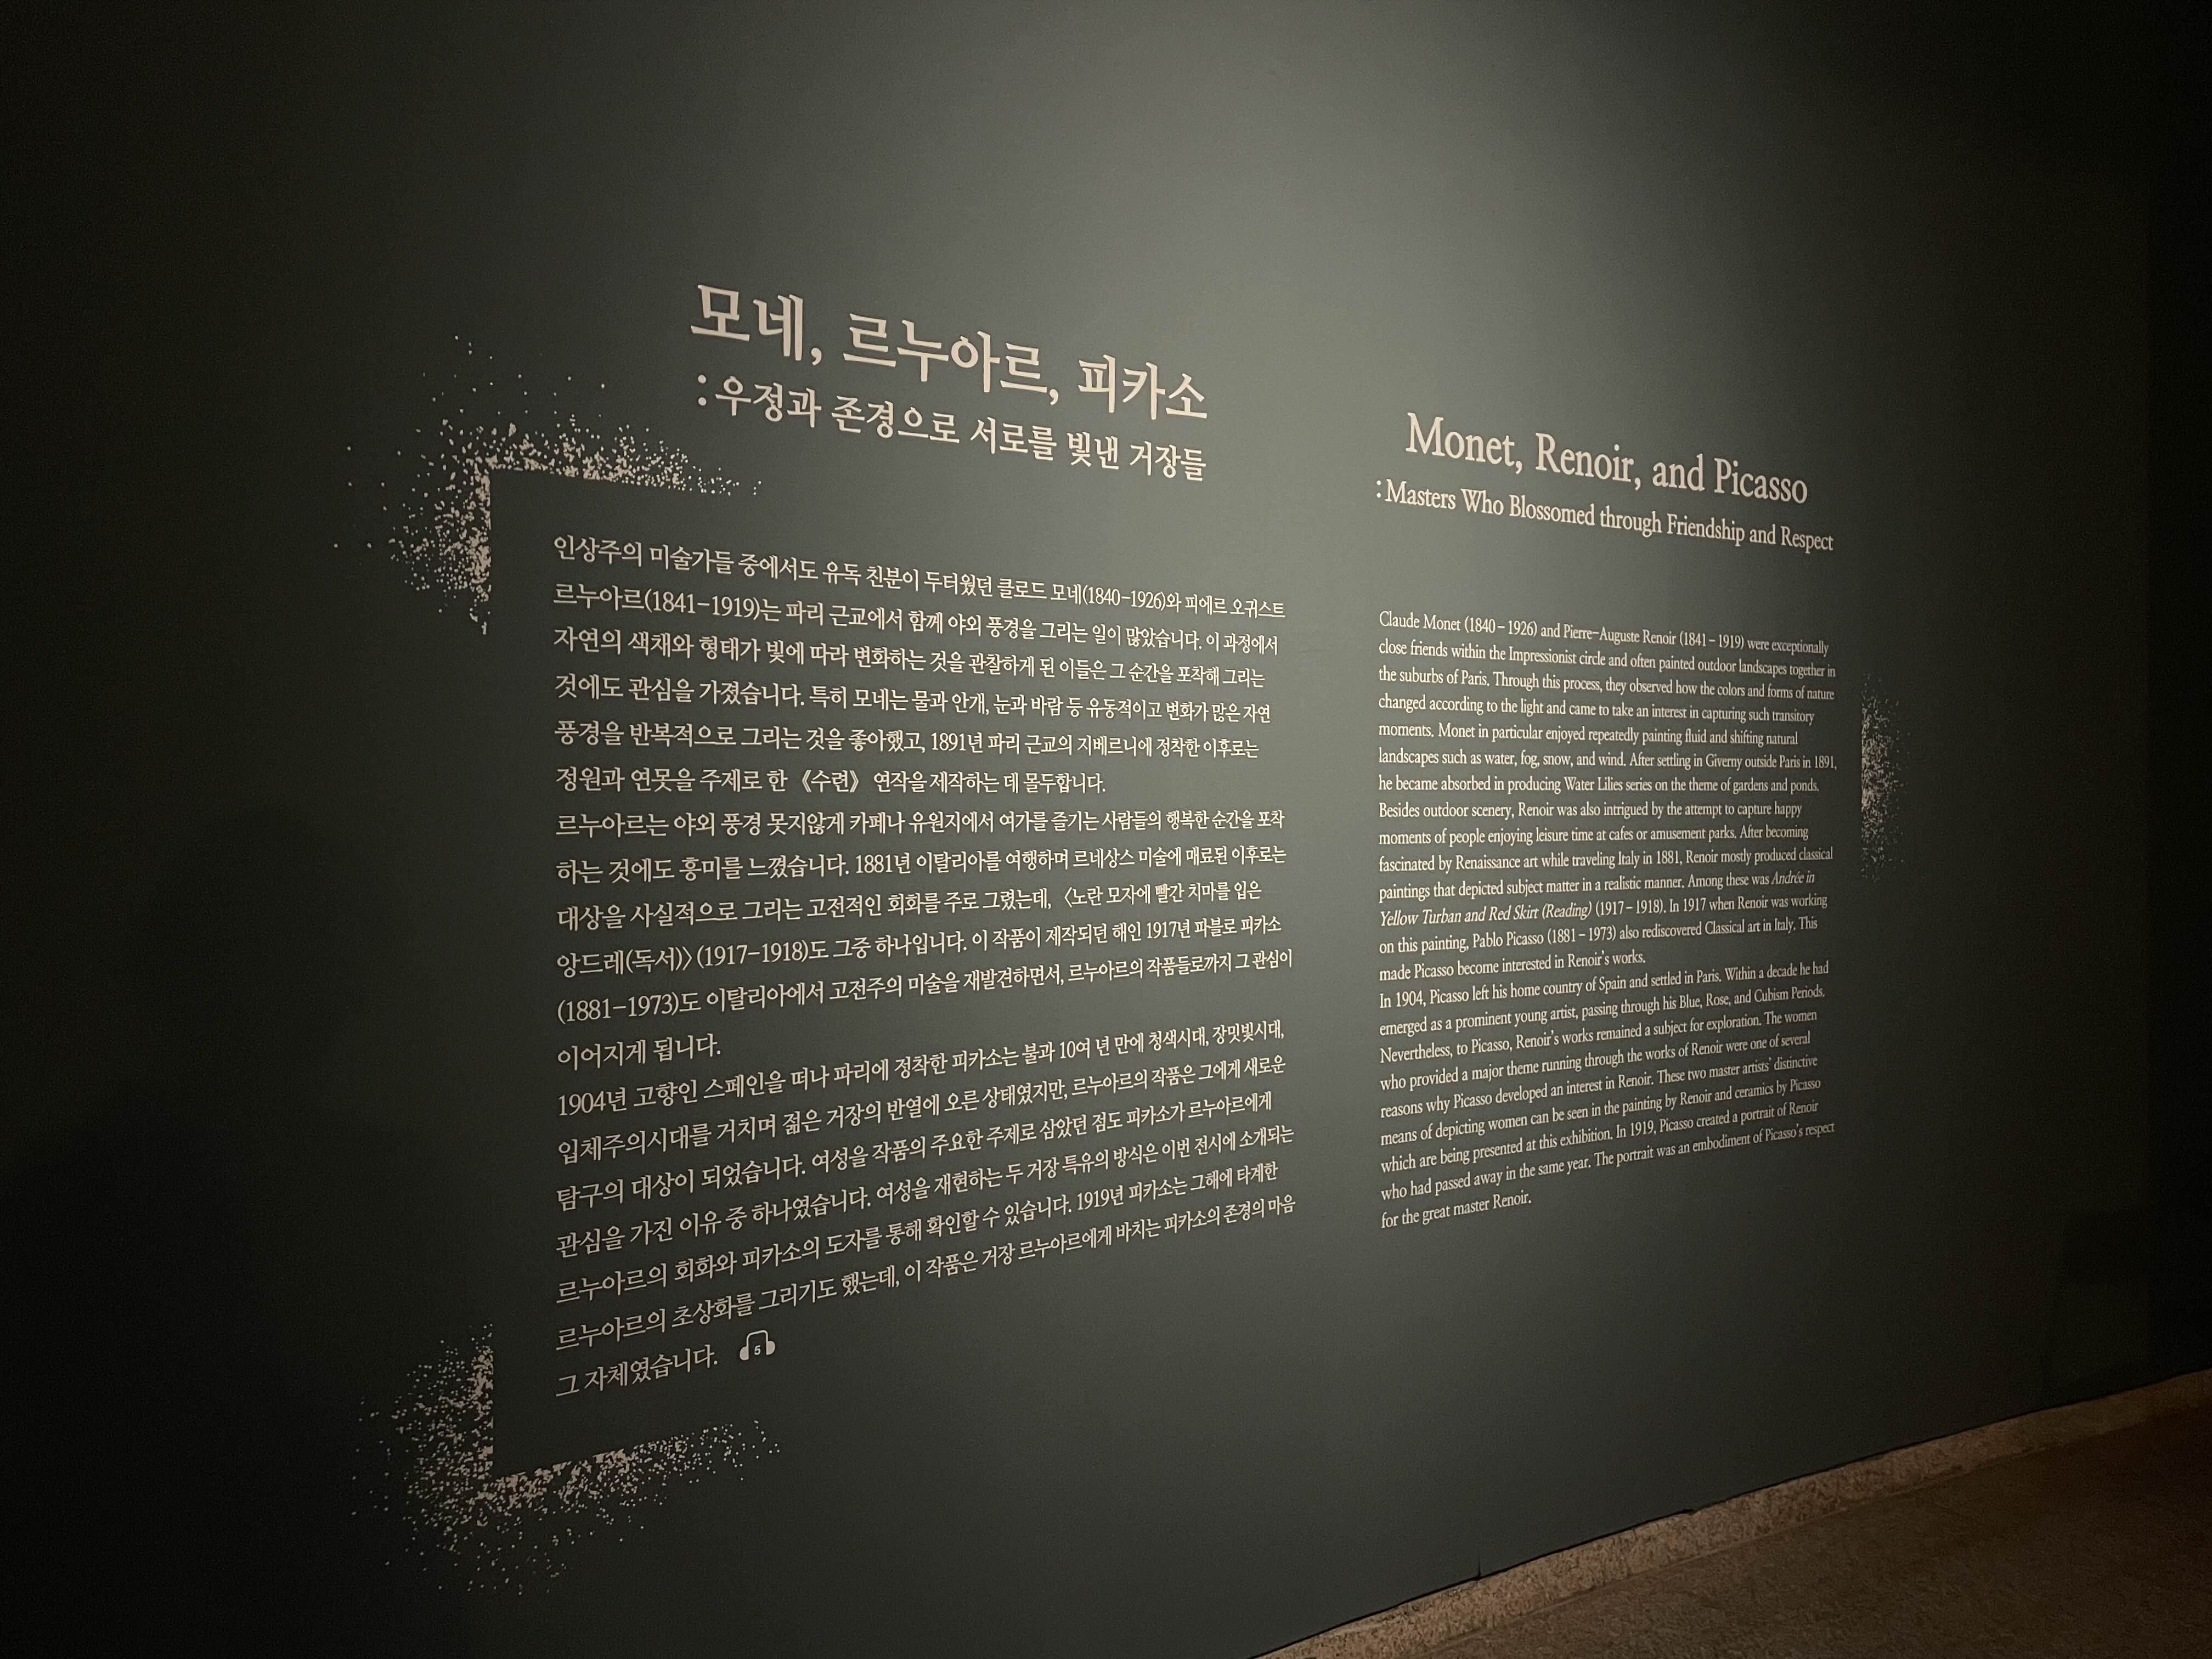 모네, 르누아르, 피카소
:우정과 존경으로 서로를 빛낸 거장들
인상주의 미술가들 중에서도 유독 친분이 두터웠던 클로드 모네(1840-1926)와 피에르 오귀스트
르누아르(1841-1919)는 파리 근교에서 함께 야외 풍경을 그리는 일이 많았습니다. 이 과정에서
자연의 색채와 형태가 빛에 따라 변화하는 것을 관찰하게 된 이들은 그 순간을 포착해 그리는
것에도 관심을 가졌습니다. 특히 모네는 물과 안개, 눈과 바람 등 유동적이고 변화가 많은 자연
풍경을 반복적으로 그리는 것을 좋아했고, 1891년 파리 근교의 지베르니에 정착한 이후로는
정원과 연못을 주제로 한 《수련》 연작을 제작하는 데 몰두합니다.
르누아르는 야외 풍경 못지않게 카페나 유원지에서 여가를 즐기는 사람들의 행복한 순간을 포착
하는 것에도 흥미를 느꼈습니다. 1881년 이탈리아를 여행하며 르네상스 미술에 매료된 이후로는
대상을 사실적으로 그리는 고전적인 회화를 주로 그렸는데, 〈노란 모자에 빨간 치마를 입은
앙드레(독서)〉(1917-1918)도 그중 하나입니다. 이 작품이 제작되던 해인 1917년 파블로 피카소
(1881-1973)도 이탈리아에서 고전주의 미술을 재발견하면서, 르누아르의 작품들로까지 그 관심이
이어지게 됩니다.
1904년 고향인 스페인을 떠나 파리에 정착한 피카소는 불과 10여 년 만에 청색시대, 장밋빛시대,
입체주의시대를 거치며 젊은 거장의 반열에 오른 상태였지만, 르누아르의 작품은 그에게 새로운
탐구의 대상이 되었습니다. 여성을 작품의 주요한 주제로 삼았던 점도 피카소가 르누아르에게
관심을 가진 이유 중 하나였습니다. 여성을 재현하는 두 거장 특유의 방식은 이번 전시에 소개되는
르누아르의 회화와 피카소의 도자를 통해 확인할 수 있습니다. 1919년 피카소는 그해에 타계한
르누아르의 초상화를 그리기도 했는데, 이 작품은 거장 르누아르에게 바치는 피카소의 존경의 마음
그 자체였습니다.
5
Monet, Renoir, and Picasso
:Masters Who Blossomed through Friendship and Respect
Claude Monet (1840-1926) and Pierre-Auguste Renoir (1841-1919) were exceptionally
close friends within the Impressionist circle and often painted outdoor landscapes together in
the suburbs of Paris. Through this process, they observed how the colors and forms of nature
changed according to the light and came to take an interest in capturing such transitory
moments. Monet in particular enjoyed repeatedly painting fluid and shifting natural
landscapes such as water, fog, snow, and wind. After settling in Giverny outside Paris in 1891,
he became absorbed in producing Water Lilies series on the theme of gardens and ponds.
Besides outdoor scenery, Renoir was also intrigued by the attempt to capture happy
moments of people enjoying leisure time at cafes or amusement parks. After becoming
fascinated by Renaissance art while traveling Italy in 1881, Renoir mostly produced classical
paintings that depicted subject matter in a realistic manner. Among these was Andrée in
Yellow Turban and Red Skirt (Reading) (1917-1918). In 1917 when Renoir was working
on this painting, Pablo Picasso (1881-1973) also rediscovered Classical art in Italy. This
made Picasso become interested in Renoir's works.
In 1904, Picasso left his home country of Spain and settled in Paris. Within a decade he had
emerged as a prominent young artist, passing through his Blue, Rose, and Cubism Periods.
Nevertheless, to Picasso, Renoir's works remained a subject for exploration. The women
who provided a major theme running through the works of Renoir were one of several
reasons why Picasso developed an interest in Renoir. These two master artists' distinctive
means of depicting women can be seen in the painting by Renoir and ceramics by Picasso
which are being presented at this exhibition. In 1919, Picasso created a portrait of Renoir
who had passed away in the same year. The portrait was an embodiment of Picasso's respect
for the great master Renoir.